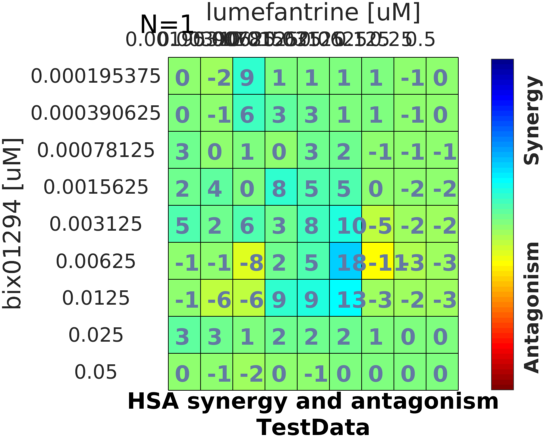 lumefantrine [uM]
N=1
0.5
0.000195375 0 -2 9 1 1 1 1 -1 0
0.000390625 0 -1 6 3 3 1 1 -1 0
0.00078125 3 0 1 0 3 2 -1 -1 -1
0.0015625 2 4 0 8 5 5 0 -2 -2
0.003125 5 2 6 3 8 10 -5 -2 -2
0.00625 -1 -1 -8 2 5 18 -11 -3 -3
0.0125 -1 -6 -6 9 9 13 -3 -2 -3
0.025 3 3 1 2 2 2 1 0 0
0.05 0 -1 -2 0 -1 0 0 0 0
bix01294 [uM]
Synergy
Antagonism
HSA synergy and antagonism
TestData